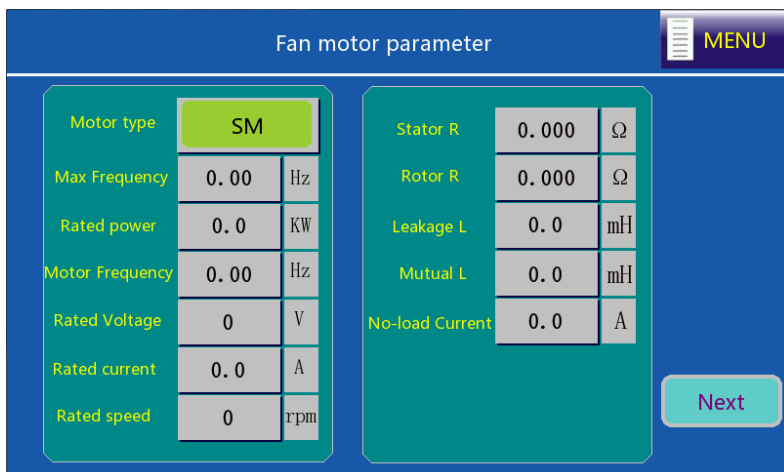 Fan motor parameter
MENU
Motor type SM
Max Frequency 0.00 Hz
Rated power 0.0 KW
Motor Frequency 0.00 Hz
Rated Voltage 0 V
Rated current 0.0 A
Rated speed 0 rpm
Stator R 0.000 Ω
Rotor R 0.000 Ω
Leakage L 0.0 mH
Mutual L 0.0 mH
No-load Current 0.0 A
Next